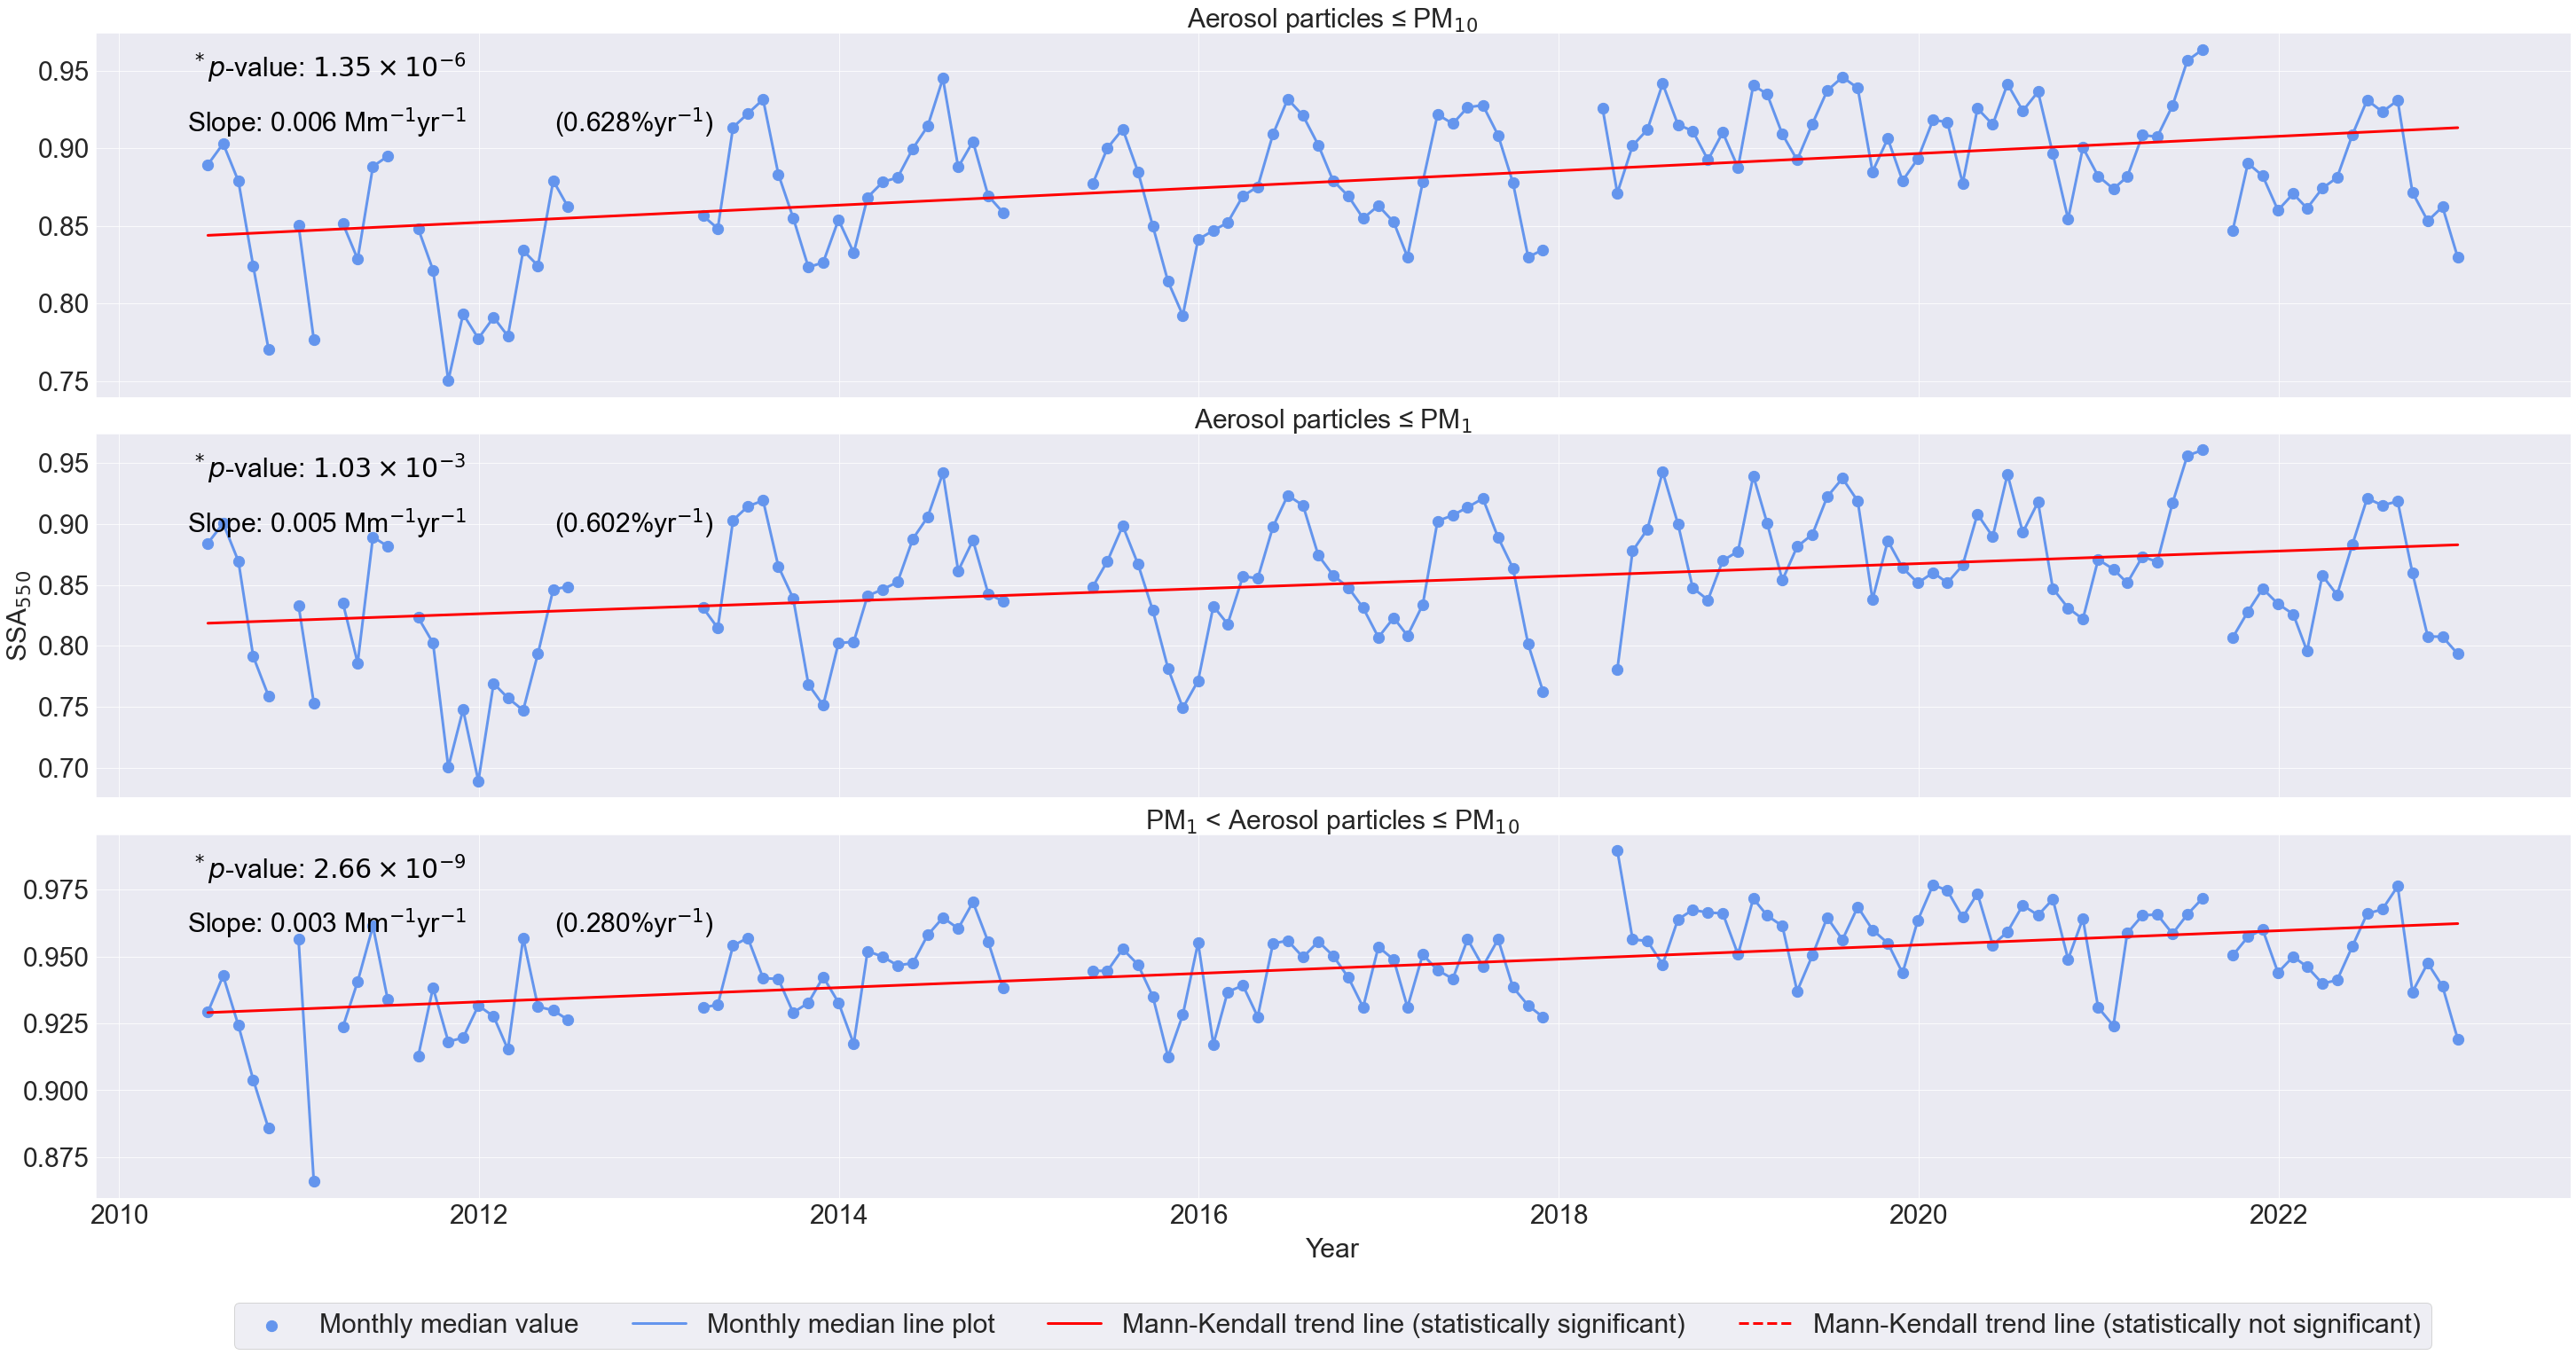 Aerosol particles ≤ PM₁₀
*p-value: 1.35 × 10⁻⁶
Slope: 0.006 Mm⁻¹yr⁻¹ (0.628%yr⁻¹)
0.95
0.90
0.85
0.80
0.75
Aerosol particles ≤ PM₁
*p-value: 1.03 × 10⁻³
Slope: 0.005 Mm⁻¹yr⁻¹ (0.602%yr⁻¹)
0.95
0.90
0.85
0.80
0.75
0.70
SSA₅₅₀
PM₁ < Aerosol particles ≤ PM₁₀
*p-value: 2.66 × 10⁻⁹
Slope: 0.003 Mm⁻¹yr⁻¹ (0.280%yr⁻¹)
0.975
0.950
0.925
0.900
0.875
2010 2012 2014 2016 2018 2020 2022
Year
Monthly median value Monthly median line plot Mann-Kendall trend line (statistically significant) Mann-Kendall trend line (statistically not significant)